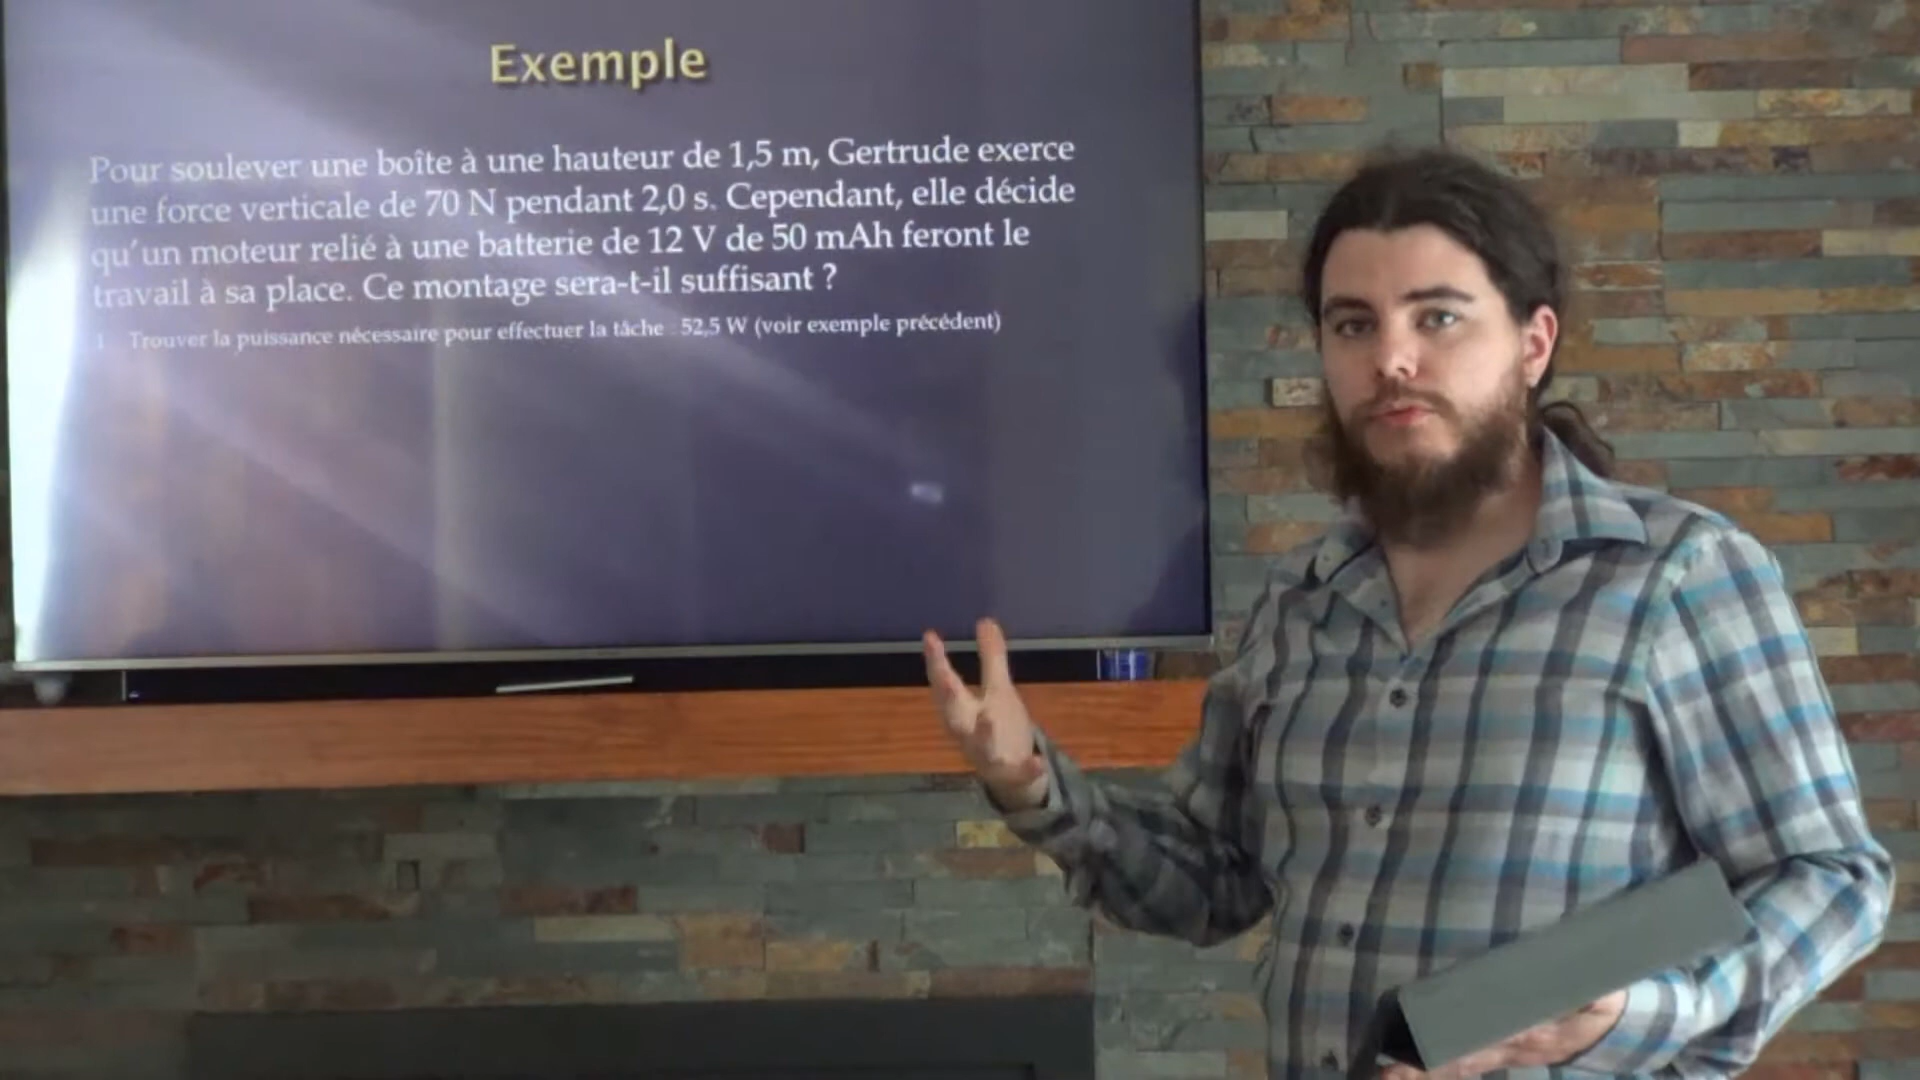 Exemple
Pour soulever une boîte à une hauteur de 1,5 m, Gertrude exerce
une force verticale de 70 N pendant 2,0 s. Cependant, elle décide
qu'un moteur relié à une batterie de 12 V de 50 mAh feront le
travail à sa place. Ce montage sera-t-il suffisant ?
1 Trouver la puissance nécessaire pour effectuer la tâche : 52,5 W (voir exemple précédent)